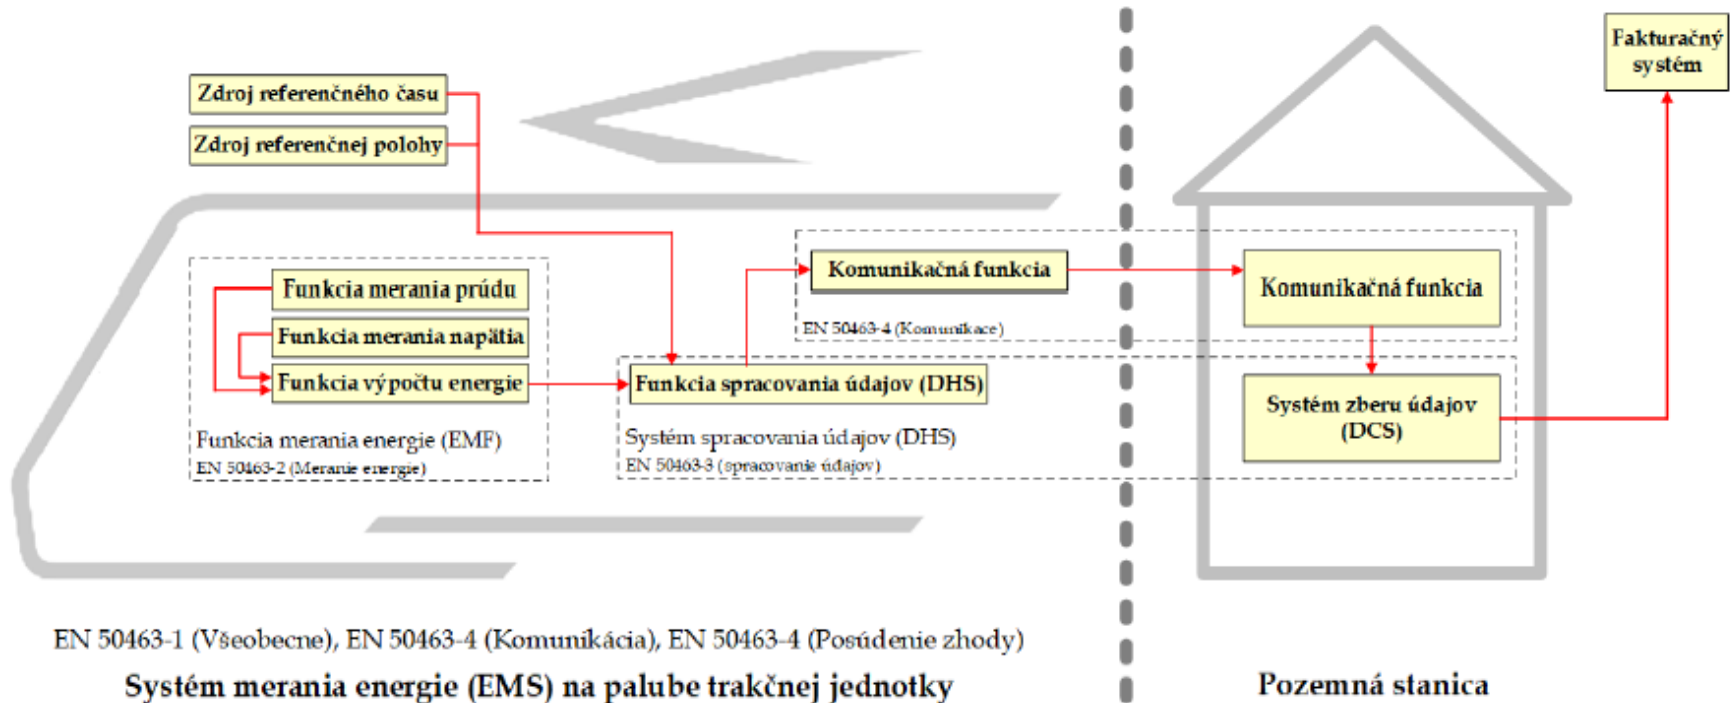 Fakturačný
systém
Zdroj referenčného času
Zdroj referenčnej polohy
Komunikačná funkcia
EN 50463-4 (Komunikace)
Komunikačná funkcia
Funkcia merania prúdu
Funkcia merania napätia
Funkcia výpočtu energie
Funkcia merania energie (EMF)
EN 50463-2 (Meranie energie)
Funkcia spracovania údajov (DHS)
Systém spracovania údajov (DHS)
EN 50463-3 (spracovanie údajov)
Systém zberu údajov
(DCS)
EN 50463-1 (Všeobecne), EN 50463-4 (Komunikácia), EN 50463-4 (Posúdenie zhody)
Systém merania energie (EMS) na palube trakčnej jednotky
Pozemná stanica